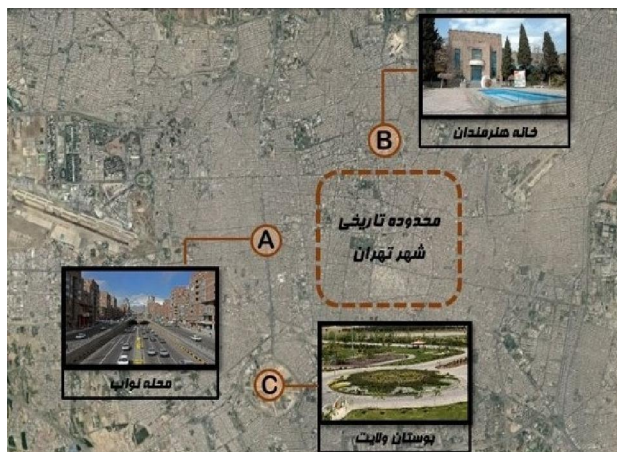 خانه هنرمندان
B
محدوده تاریخی
شهر تهران
A
محله نواب
C
بوستان ولایت